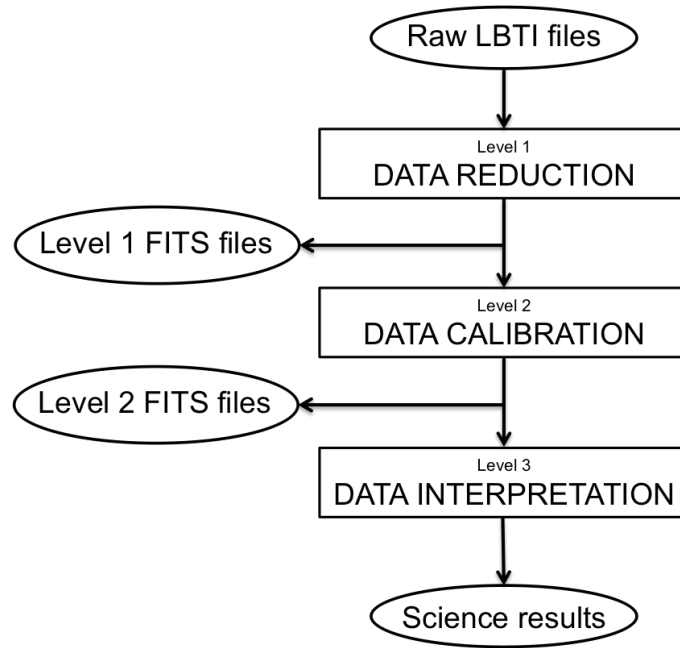 Raw LBTI files
Level 1
DATA REDUCTION
Level 1 FITS files
Level 2
DATA CALIBRATION
Level 2 FITS files
Level 3
DATA INTERPRETATION
Science results